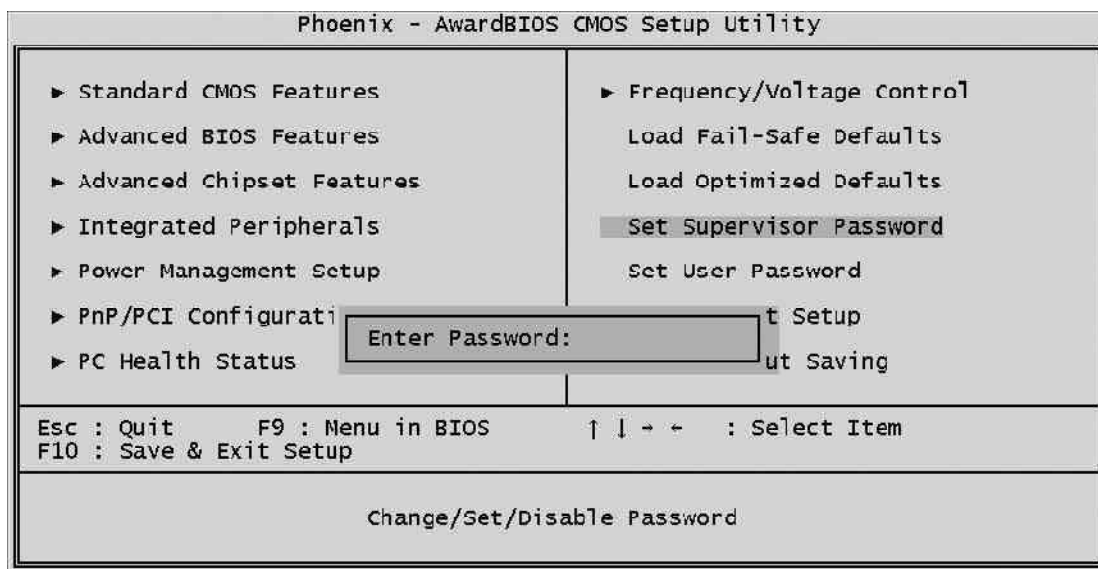 Phoenix - AwardBIOS CMOS Setup Utility
► Standard CMOS Features
► Advanced BIOS Features
► Advanced Chipset Features
► Integrated Peripherals
► Power Management Setup
► PnP/PCI Configurati
► PC Health Status
► Frequency/Voltage Control
Load Fail-Safe Defaults
Load Optimized Defaults
Set Supervisor Password
Set User Password
t Setup
ut Saving
Enter Password:
Esc : Quit F9 : Menu in BIOS ↑ ↓ → ← : Select Item
F10 : Save & Exit Setup
Change/Set/Disable Password